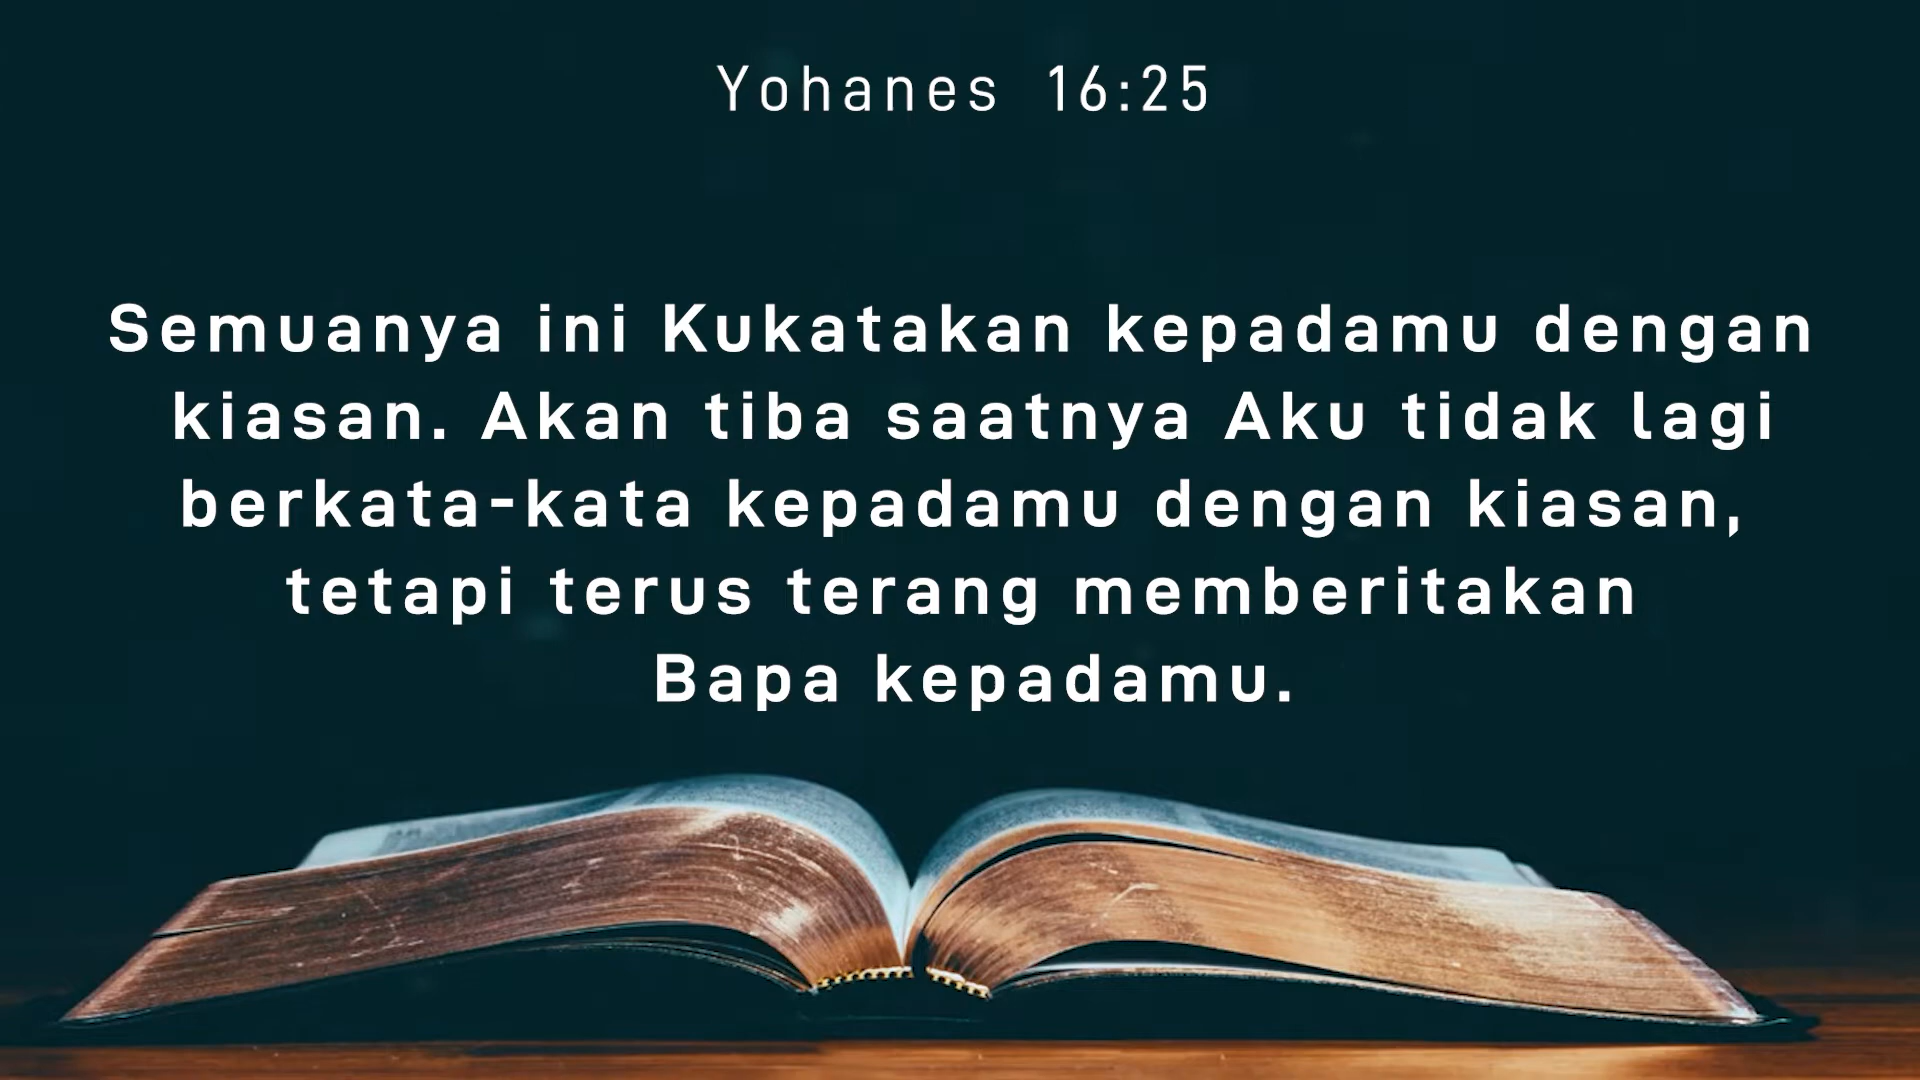 Yohanes 16:25
Semuanya ini Kukatakan kepadamu dengan
kiasan. Akan tiba saatnya Aku tidak lagi
berkata-kata kepadamu dengan kiasan,
tetapi terus terang memberitakan
Bapa kepadamu.